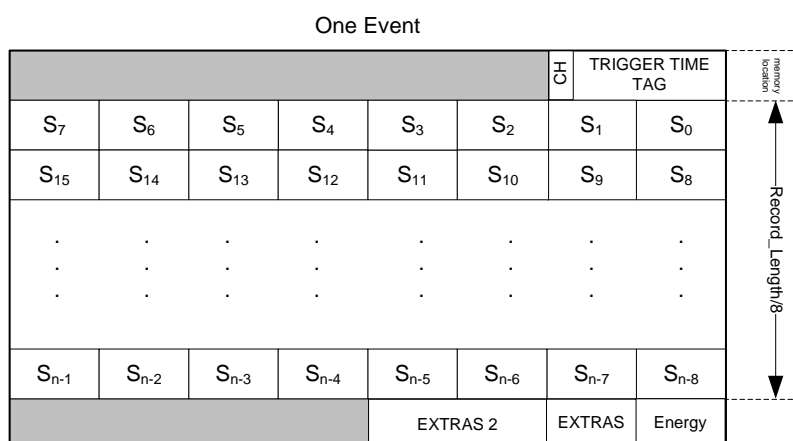 One Event
CH
TRIGGER TIME
TAG
memory
location
S7 S6 S5 S4 S3 S2 S1 S0
S15 S14 S13 S12 S11 S10 S9 S8
. . . . . . . .
. . . . . . . .
. . . . . . . .
Record_Length/8
Sn-1 Sn-2 Sn-3 Sn-4 Sn-5 Sn-6 Sn-7 Sn-8
EXTRAS 2 EXTRAS Energy